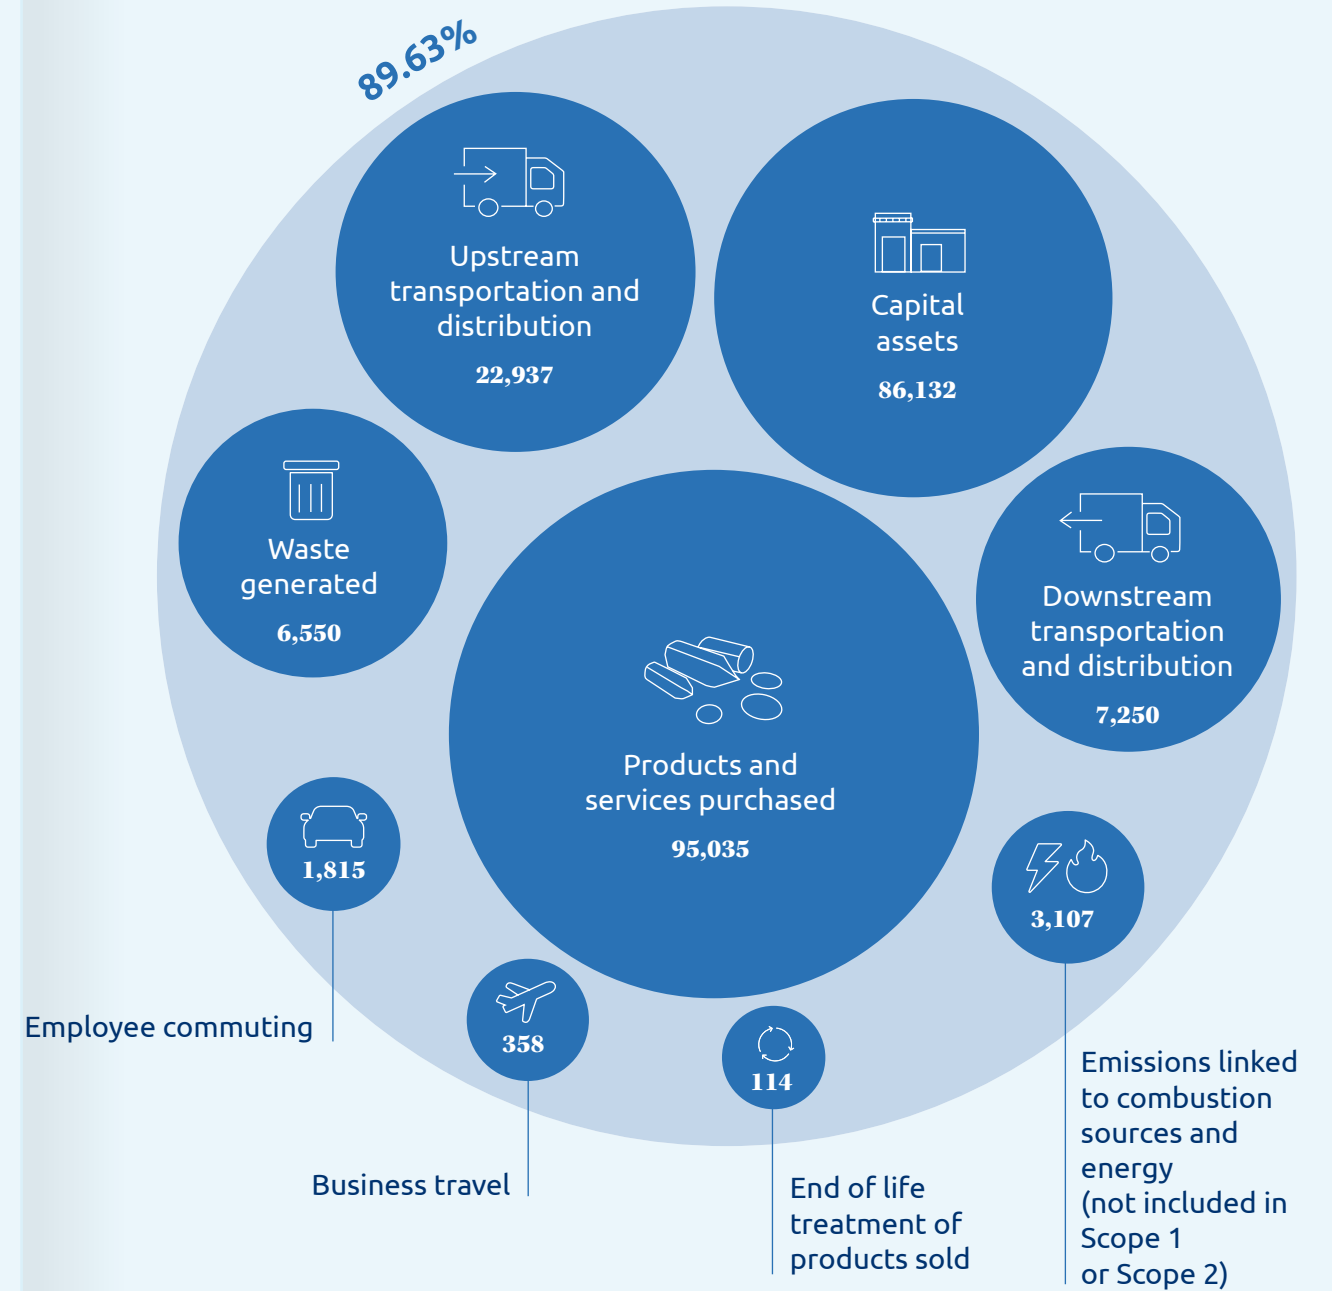 89.63%
Upstream
transportation and
distribution
22,937
Capital
assets
86,132
Waste
generated
6,550
Downstream
transportation
and distribution
7,250
Products and
services purchased
95,035
1,815
Employee commuting
3,107
Emissions linked
to combustion
sources and
energy
(not included in
Scope 1
or Scope 2)
358
Business travel
114
End of life
treatment of
products sold